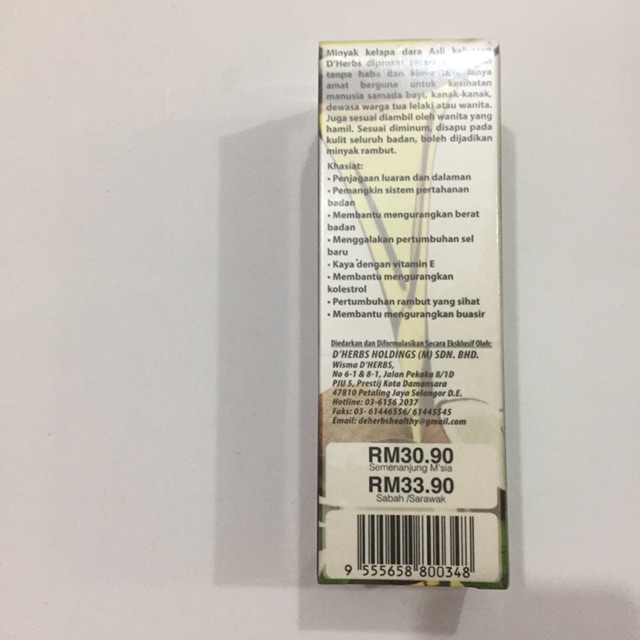 Minyak kelapa dara Asli
D'Herbs diproses secara
tanpa haba dan kimia
amat berguna untuk kesihatan
manusia samada bayi, kanak-kanak,
dewasa warga tua lelaki atau wanita.
Juga sesuai diambil oleh wanita yang
hamil. Sesuai diminum, disapu pada
kulit seluruh badan, boleh dijadikan
minyak rambut.
Khasiat:
• Penjagaan luaran dan dalaman
• Pemangkin sistem pertahanan
badan
• Membantu mengurangkan berat
badan
• Menggalakan pertumbuhan sel
baru
• Kaya dengan vitamin E
• Membantu mengurangkan
kolestrol
• Pertumbuhan rambut yang sihat
• Membantu mengurangkan buasir
Diedarkan dan Diformulasikan Secara Eksklusif Oleh:
D'HERBS HOLDINGS (M) SDN. BHD.
Wisma D'HERBS,
No 6-1 & 8-1, Jalan Pekaka 8/1D
PJU 5, Prestij Kota Damansara
47810 Petaling Jaya Selangor D.E.
Hotline: 03-6156 2037
Faks: 03- 61446556/ 61445545
Email: deherbshealthy@gmail.com
RM30.90
Semenanjung M'sia
RM33.90
Sabah /Sarawak
9 555658 800348